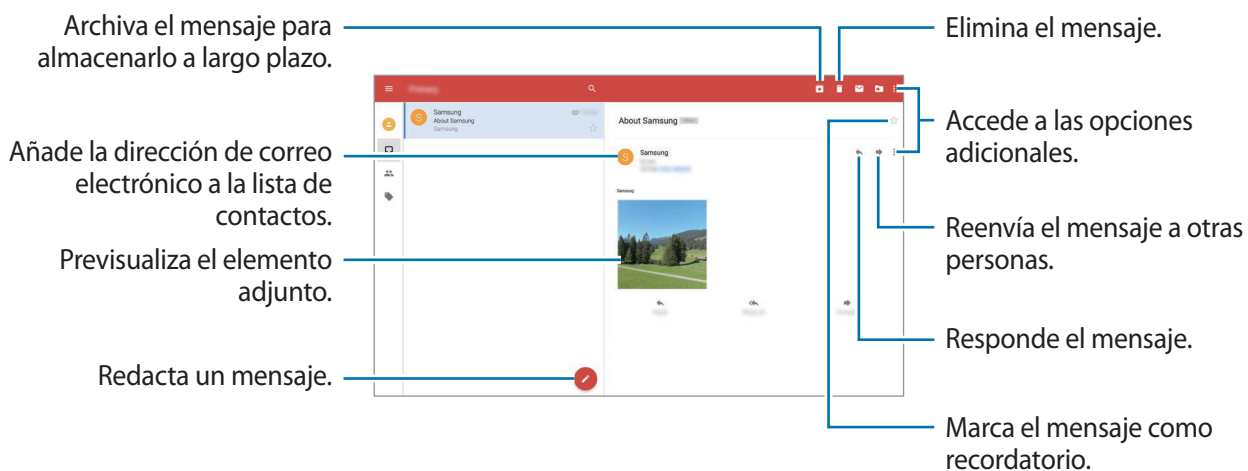 Archiva el mensaje para
almacenarlo a largo plazo.
Añade la dirección de correo
electrónico a la lista de
contactos.
Previsualiza el elemento
adjunto.
Redacta un mensaje.
Samsung
About Samsung
Samsung
S
About Samsung
S
Samsung
Samsung
Elimina el mensaje.
Accede a las opciones
adicionales.
Reenvía el mensaje a otras
personas.
Responde el mensaje.
Marca el mensaje como
recordatorio.